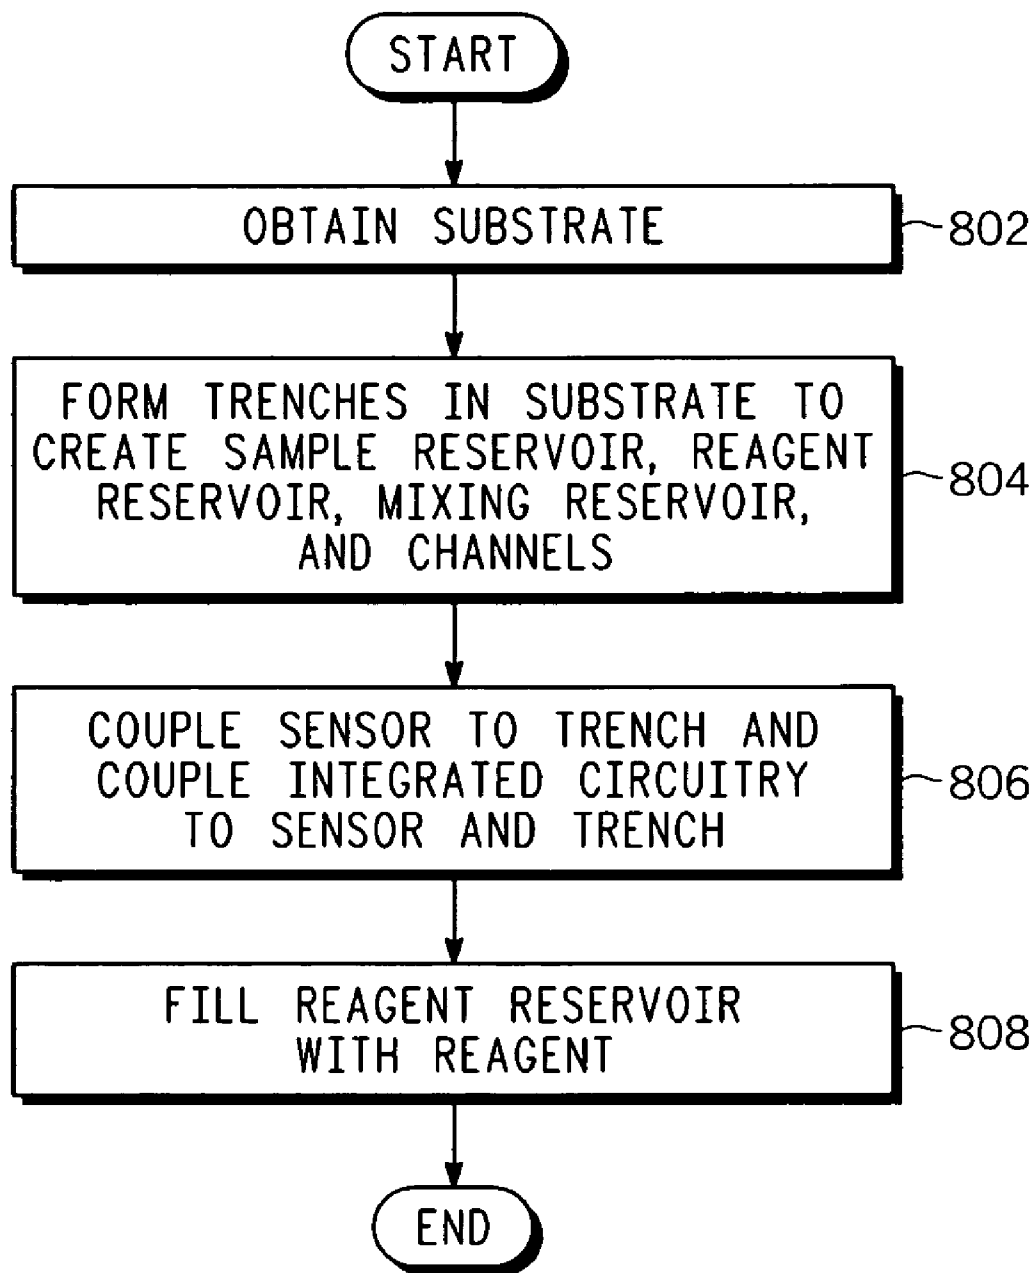 START
OBTAIN SUBSTRATE
802
FORM TRENCHES IN SUBSTRATE TO
CREATE SAMPLE RESERVOIR, REAGENT
RESERVOIR, MIXING RESERVOIR,
AND CHANNELS
804
COUPLE SENSOR TO TRENCH AND
COUPLE INTEGRATED CIRCUITRY
TO SENSOR AND TRENCH
806
FILL REAGENT RESERVOIR
WITH REAGENT
808
END